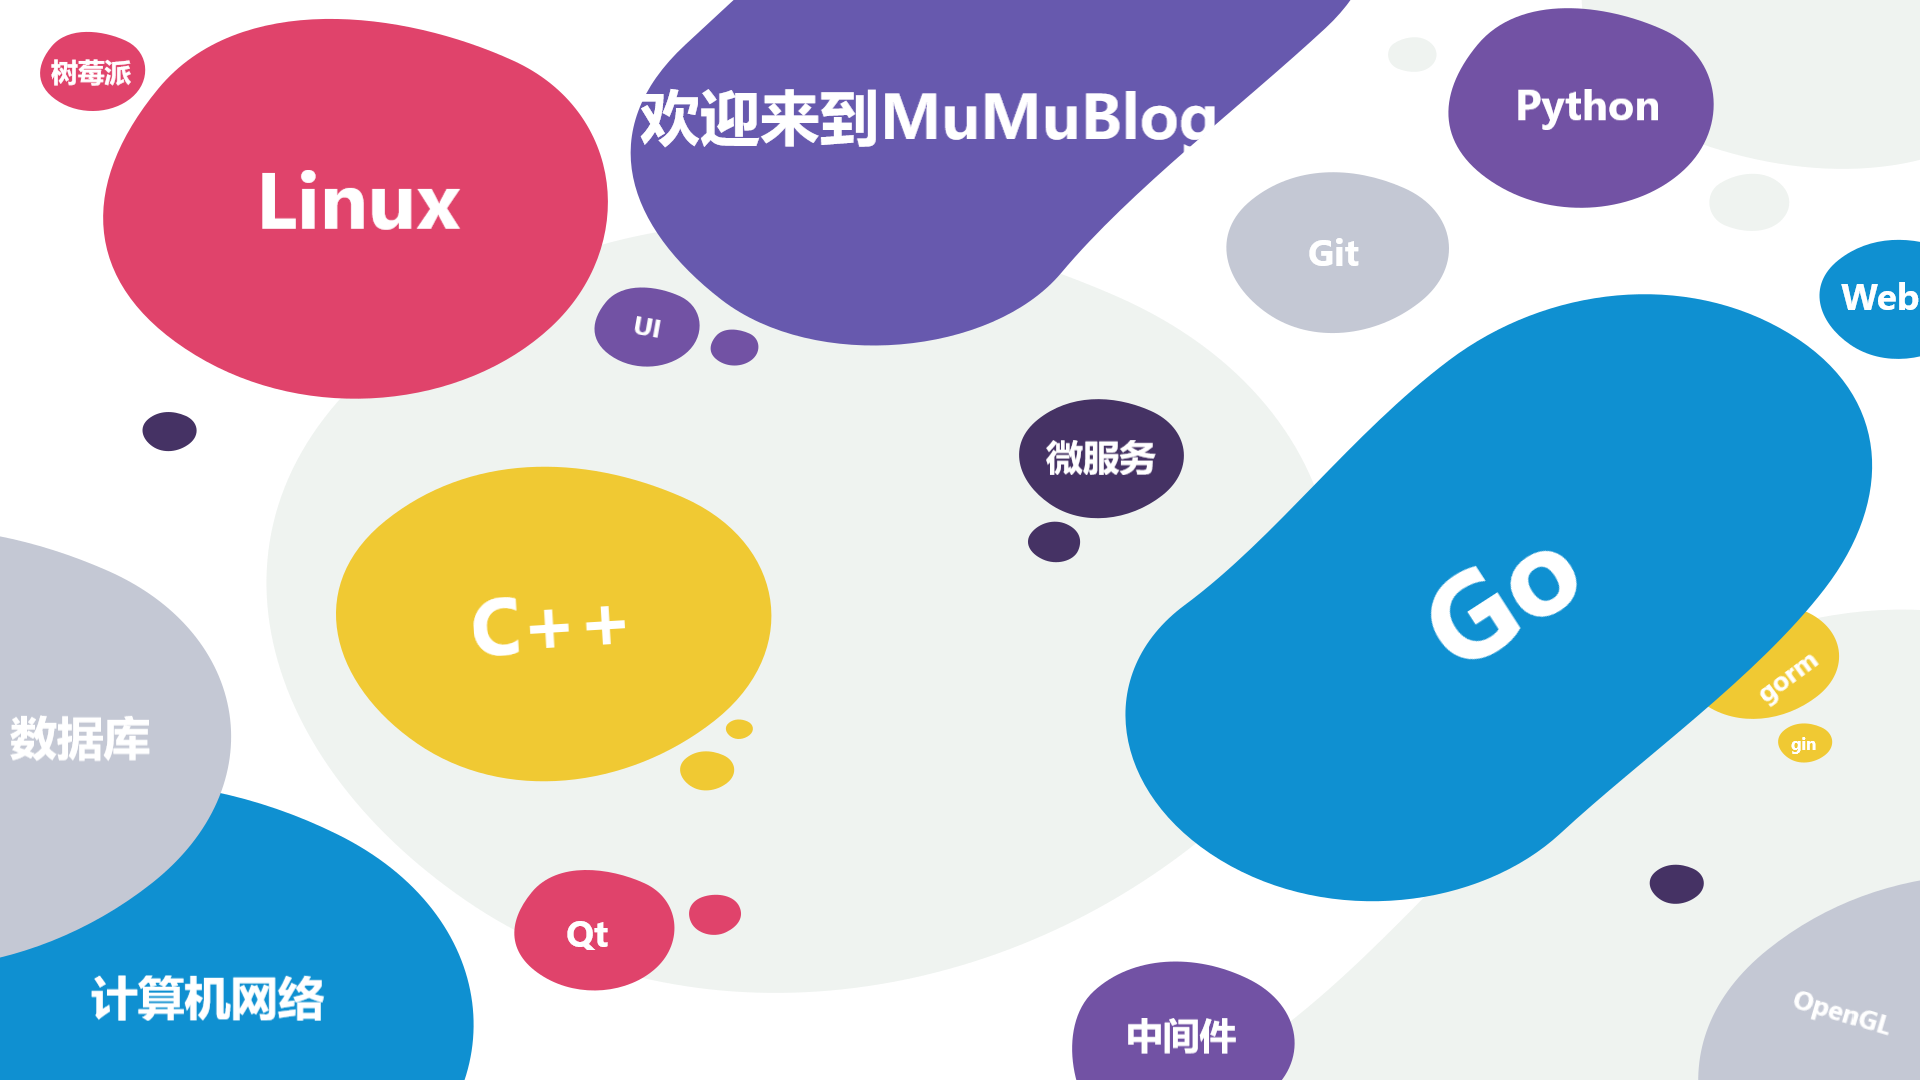 树莓派
Linux
欢迎来到MuMuBlog
Python
UI
Git
Web
微服务
C++
Go
gorm
数据库
gin
Qt
计算机网络
中间件
OpenGL